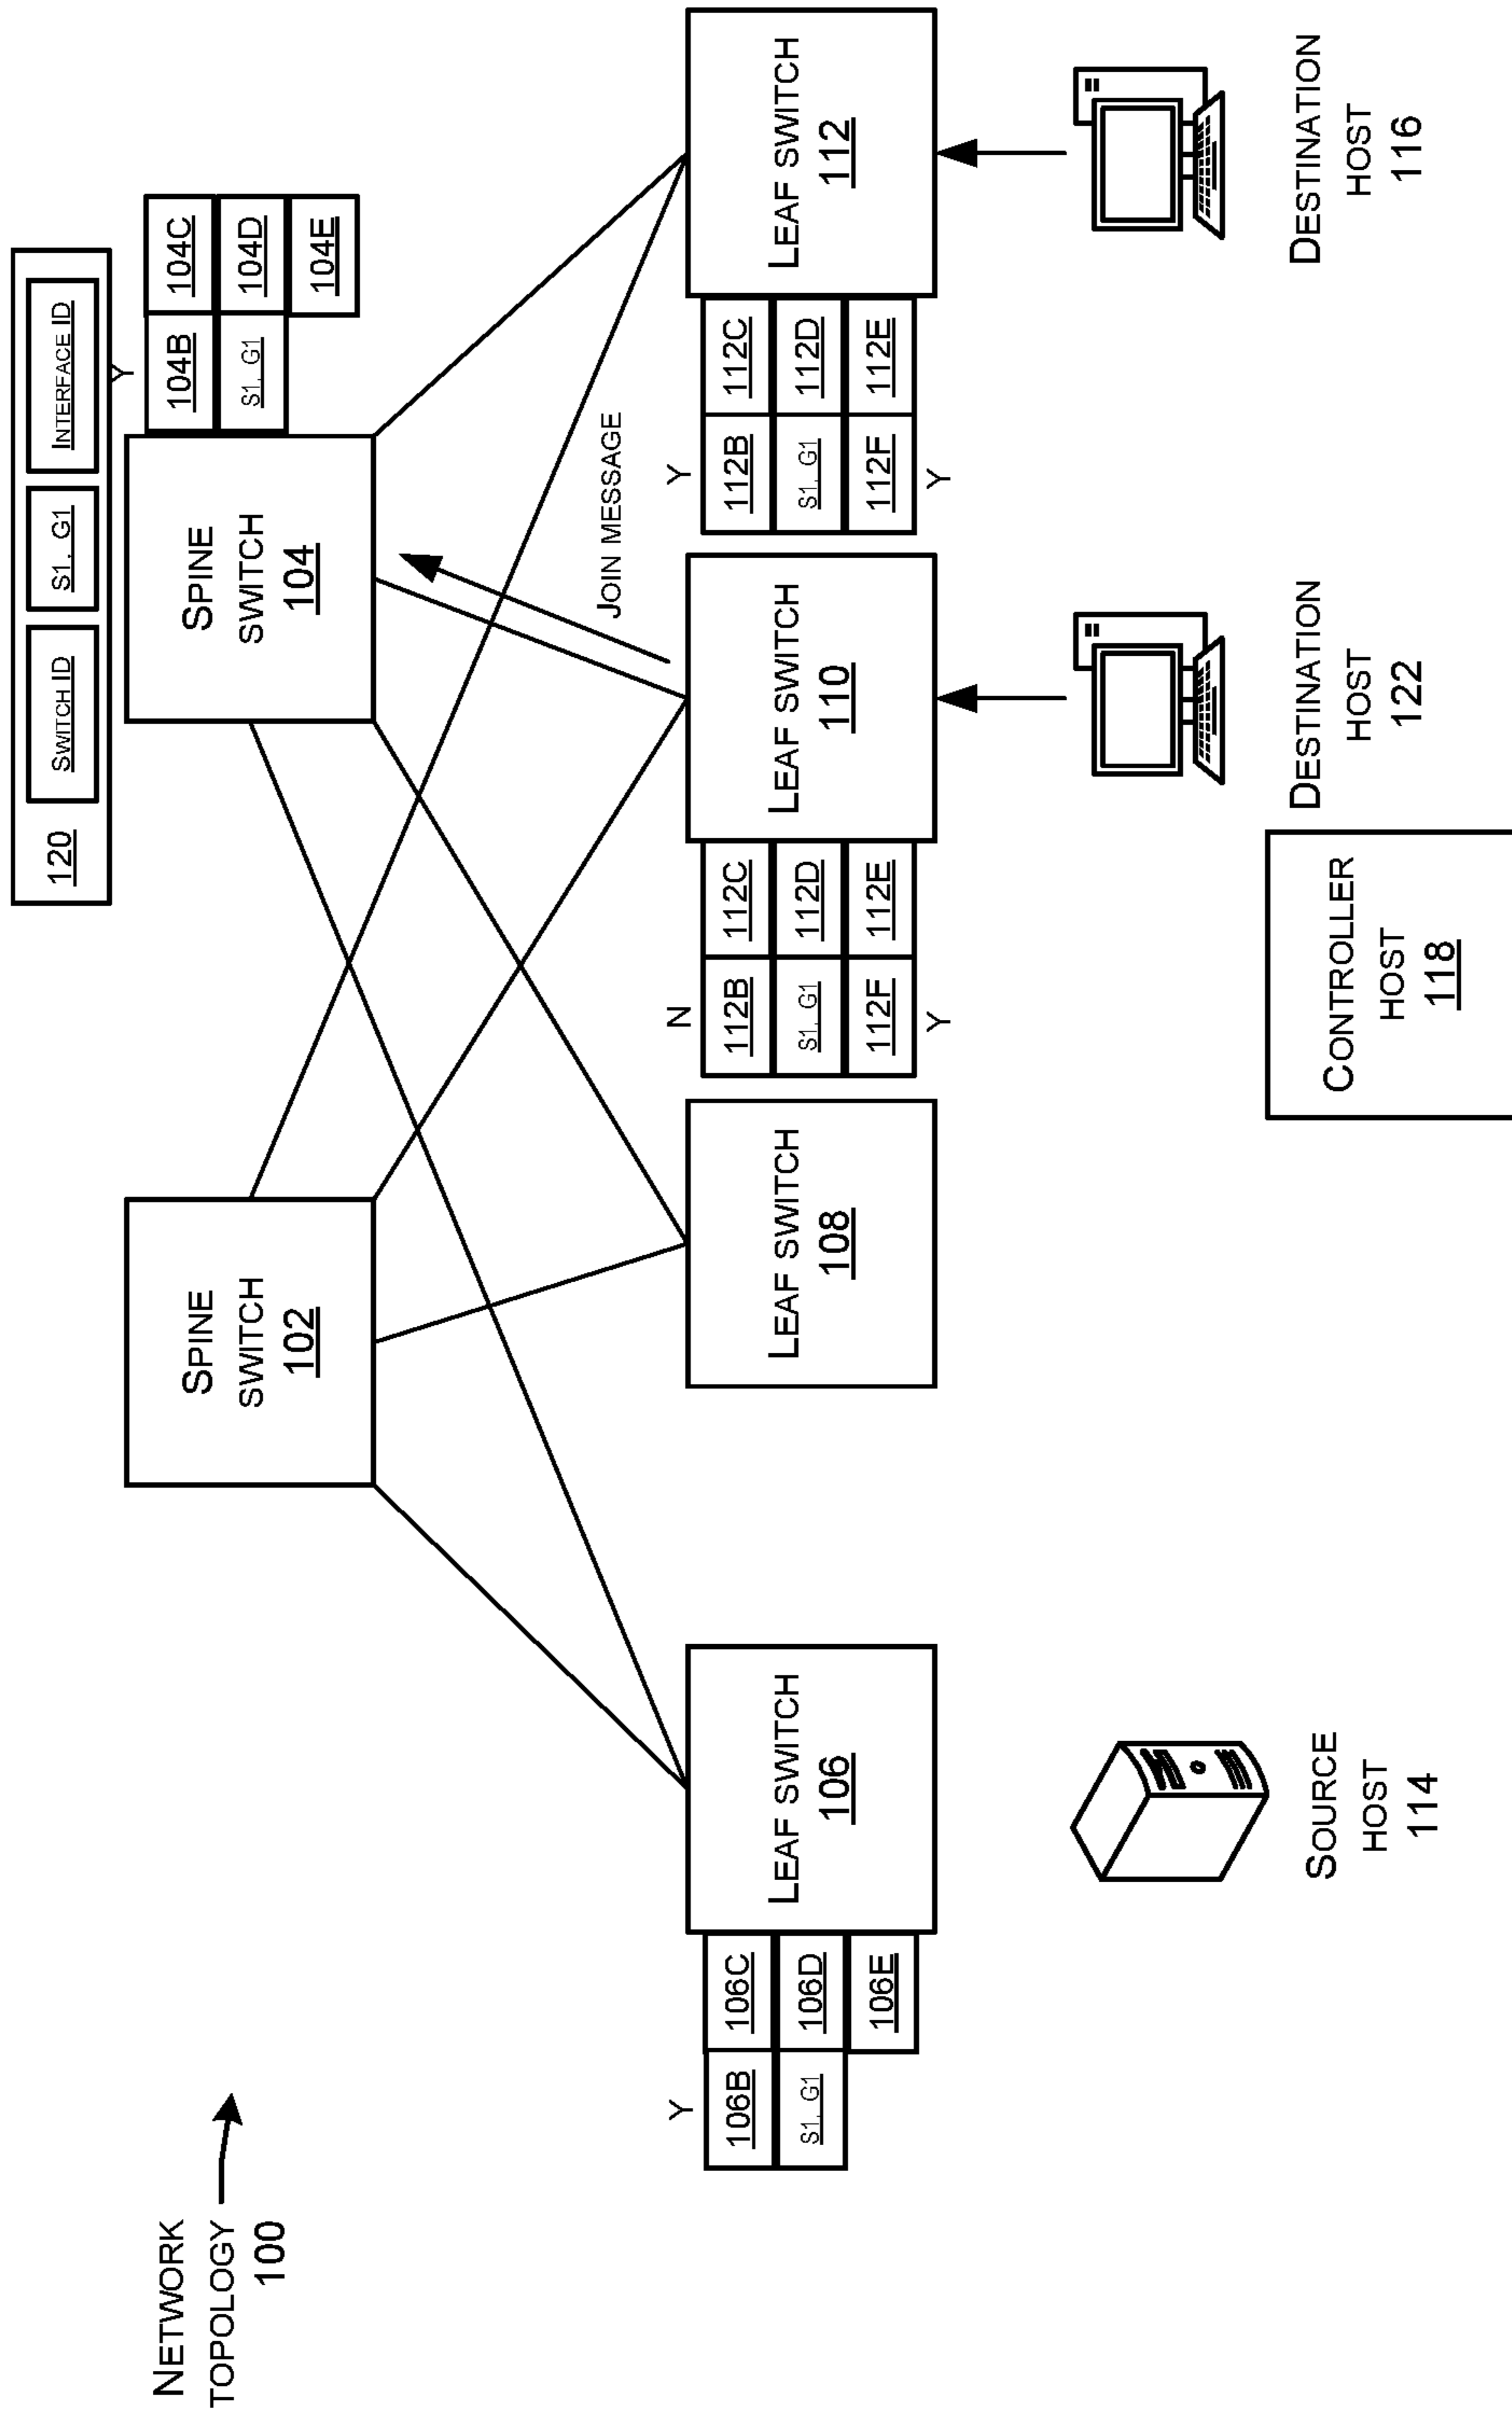 NETWORK
TOPOLOGY
100
120
SWITCH ID
S1, G1
INTERFACE ID
SPINE
SWITCH
102
SPINE
SWITCH
104
Y
104B
104C
S1, G1
104D
104E
JOIN MESSAGE
Y
106B
106C
S1, G1
106D
106E
LEAF SWITCH
106
LEAF SWITCH
108
N
112B
112C
S1, G1
112D
112F
112E
Y
LEAF SWITCH
110
Y
112B
112C
S1, G1
112D
112F
112E
Y
LEAF SWITCH
112
SOURCE
HOST
114
CONTROLLER
HOST
118
DESTINATION
HOST
122
DESTINATION
HOST
116